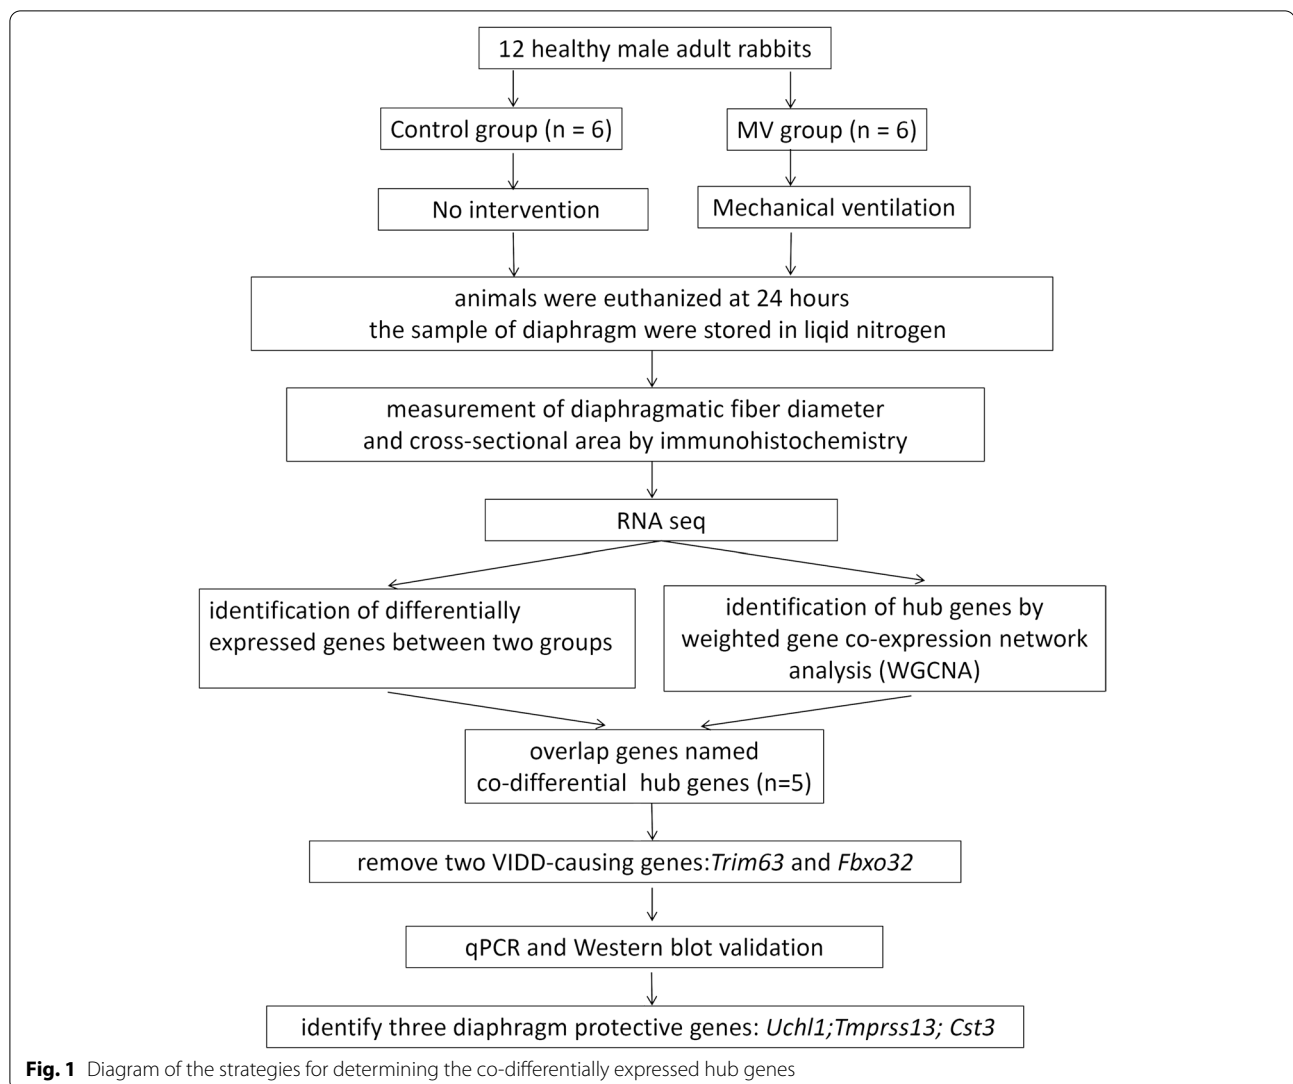 12 healthy male adult rabbits
Control group (n = 6)
MV group (n = 6)
No intervention
Mechanical ventilation
animals were euthanized at 24 hours
the sample of diaphragm were stored in liqid nitrogen
measurement of diaphragmatic fiber diameter
and cross-sectional area by immunohistochemistry
RNA seq
identification of differentially
expressed genes between two groups
identification of hub genes by
weighted gene co-expression network
analysis (WGCNA)
overlap genes named
co-differential hub genes (n=5)
remove two VIDD-causing genes:Trim63 and Fbxo32
qPCR and Western blot validation
identify three diaphragm protective genes: Uchl1;Tmprss13; Cst3
Fig. 1 Diagram of the strategies for determining the co-differentially expressed hub genes